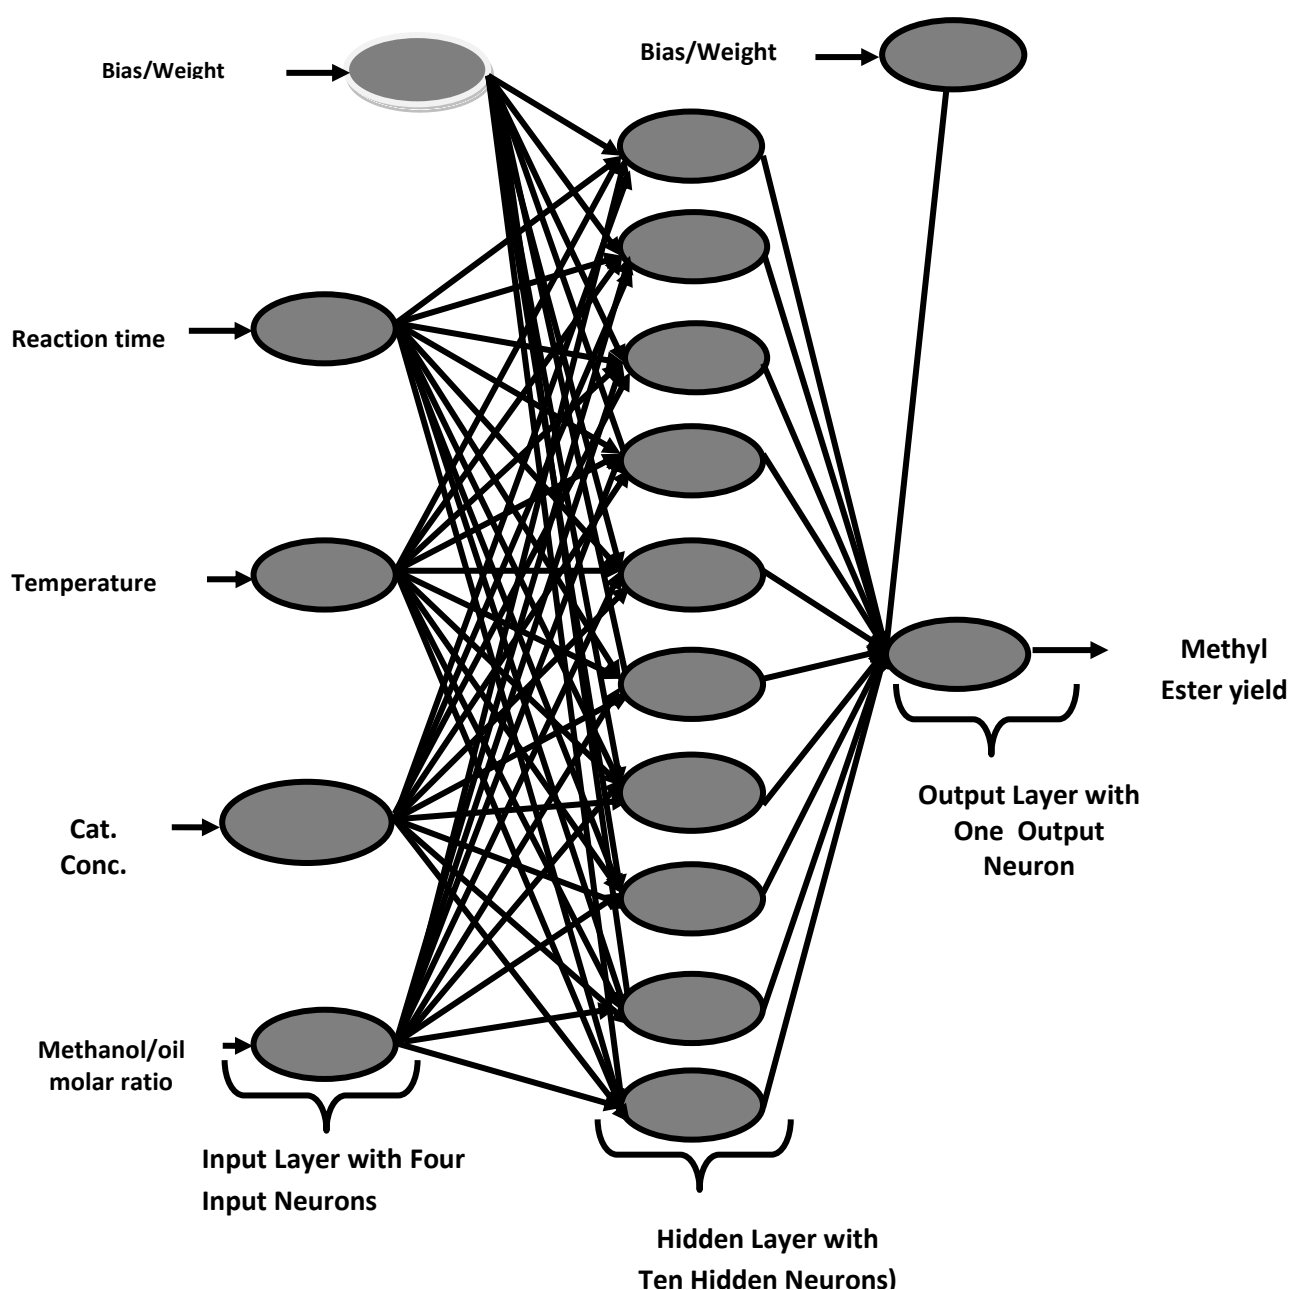 Bias/Weight
Bias/Weight
Reaction time
Temperature
Cat.
Conc.
Methanol/oil
molar ratio
Methyl
Ester yield
Output Layer with
One Output
Neuron
Input Layer with Four
Input Neurons
Hidden Layer with
Ten Hidden Neurons)